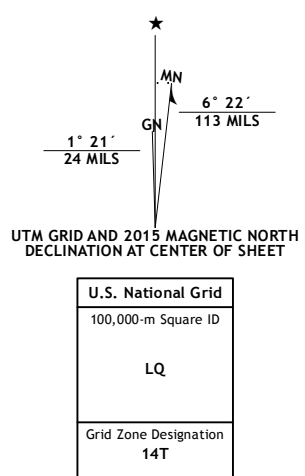 ★
MN
6° 22´
113 MILS
GN
1° 21´
24 MILS
UTM GRID AND 2015 MAGNETIC NORTH
DECLINATION AT CENTER OF SHEET
U.S. National Grid
100,000-m Square ID
LQ
Grid Zone Designation
14T